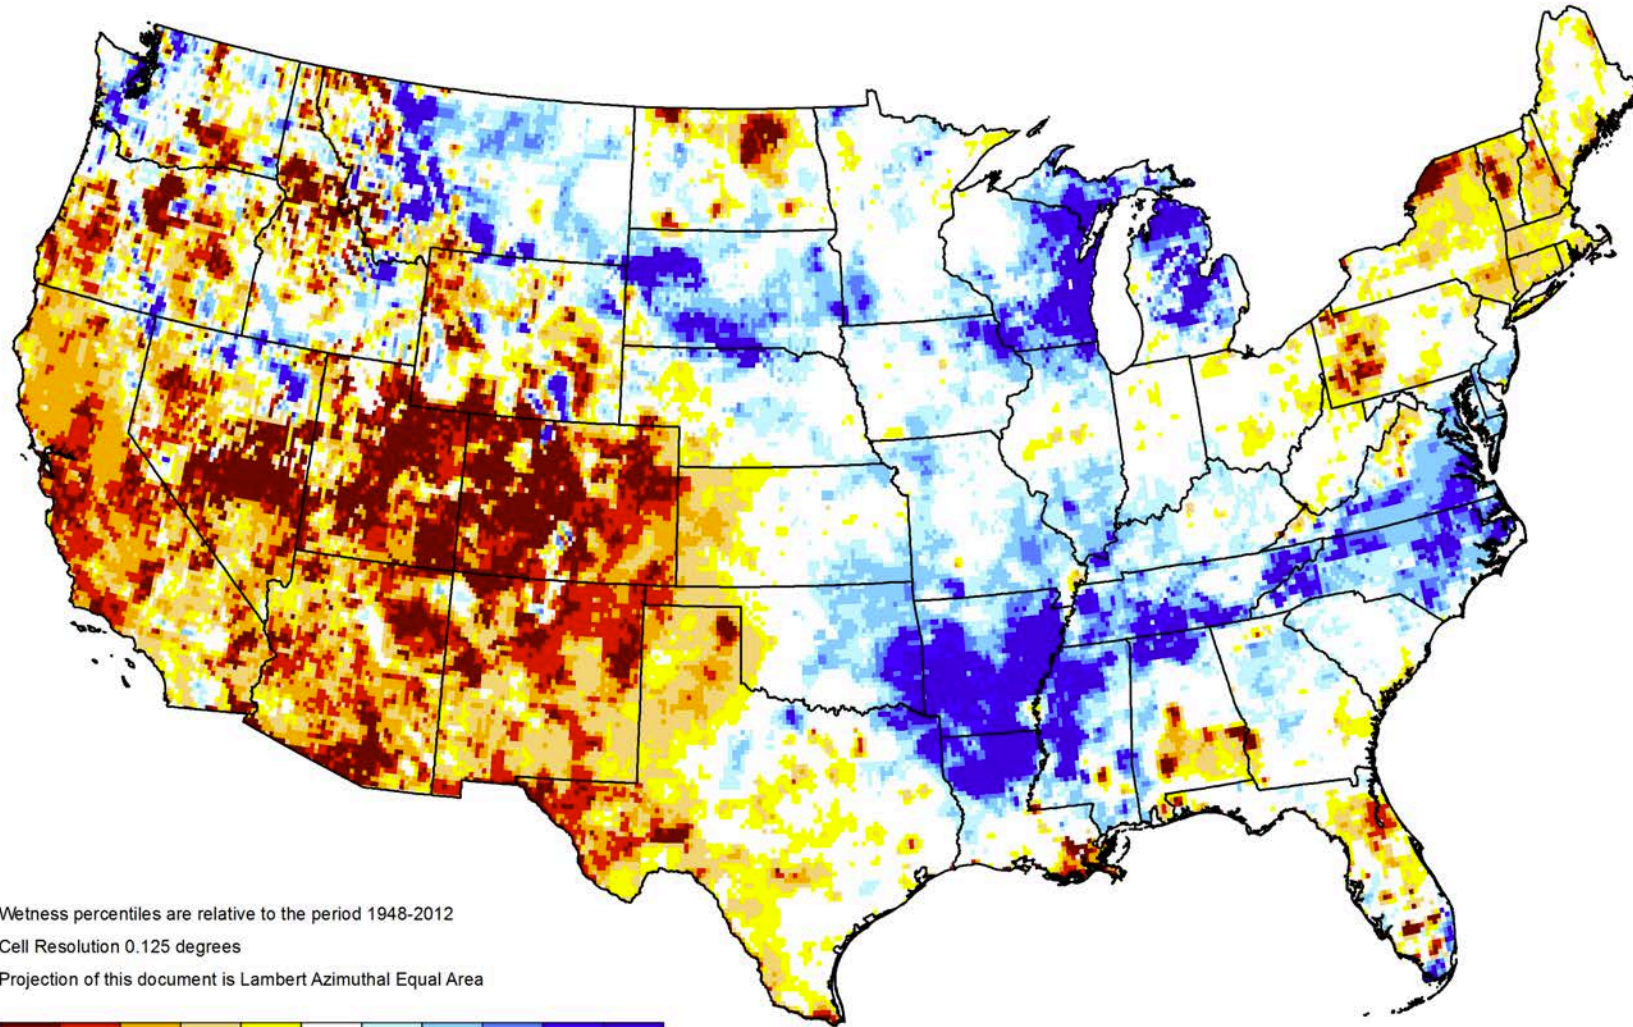 Wetness percentiles are relative to the period 1948-2012
Cell Resolution 0.125 degrees
Projection of this document is Lambert Azimuthal Equal Area